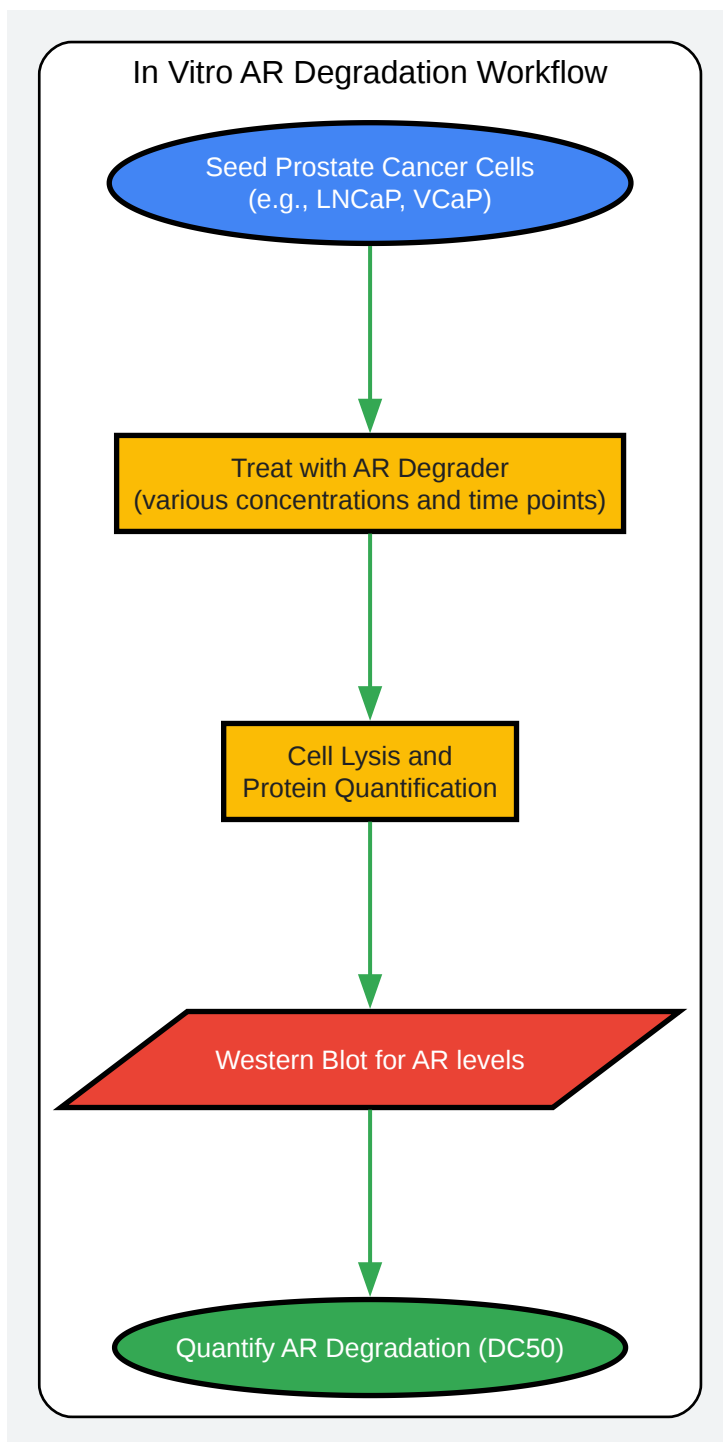 In Vitro AR Degradation Workflow
Seed Prostate Cancer Cells
(e.g., LNCaP, VCaP)
Treat with AR Degrader
(various concentrations and time points)
Cell Lysis and
Protein Quantification
Western Blot for AR levels
Quantify AR Degradation (DC50)